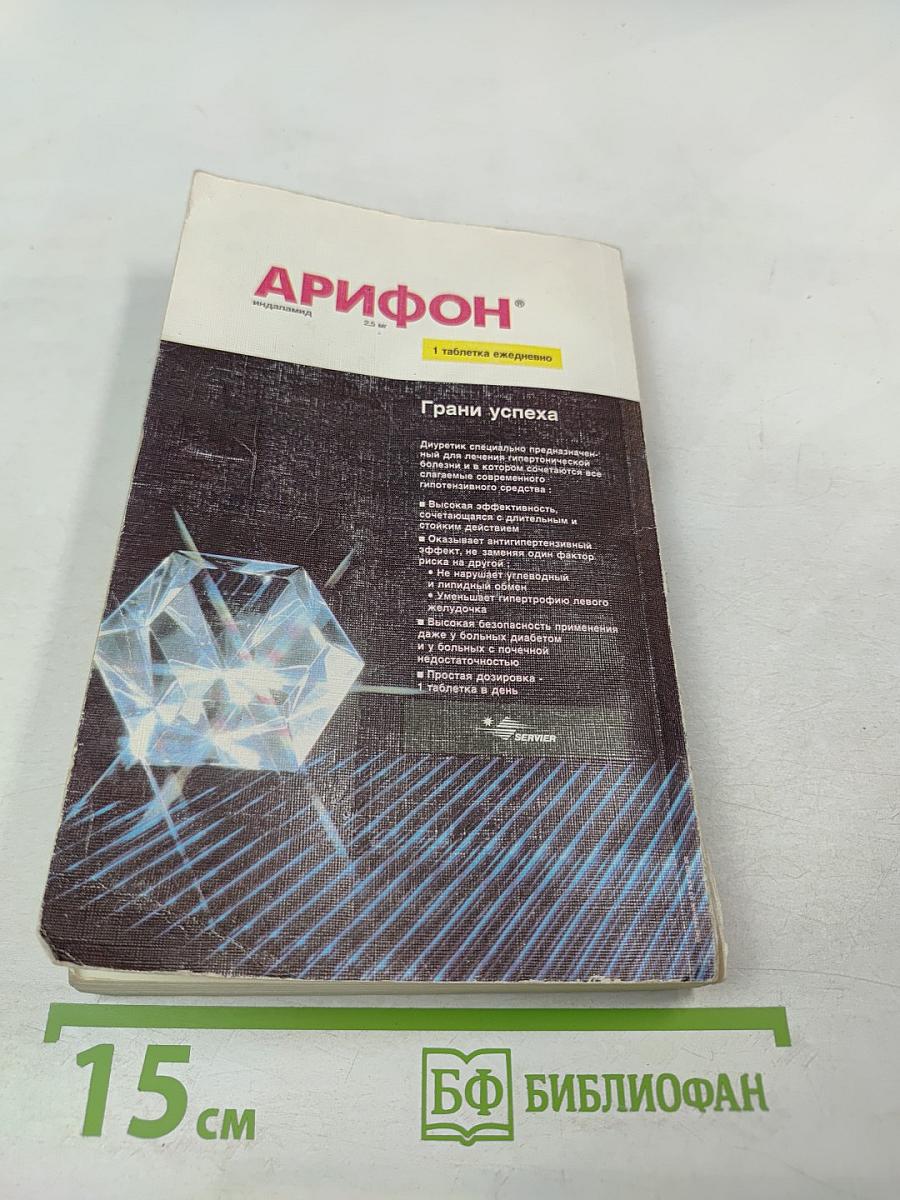 АРИФОН®
индапамид 2,5 мг
1 таблетка ежедневно
Грани успеха
Диуретик специально предназначен-
ный для лечения гипертонической
болезни и в котором сочетаются все
слагаемые современного
гипотензивного средства :
■ Высокая эффективность,
сочетающаяся с длительным и
стойким действием
■ Оказывает антигипертензивный
эффект, не заменяя один фактор
риска на другой :
• Не нарушает углеводный
и липидный обмен
• Уменьшает гипертрофию левого
желудочка
■ Высокая безопасность применения
даже у больных диабетом
и у больных с почечной
недостаточностью
■ Простая дозировка -
1 таблетка в день
SERVIER
15 см
БФ БИБЛИОФАН